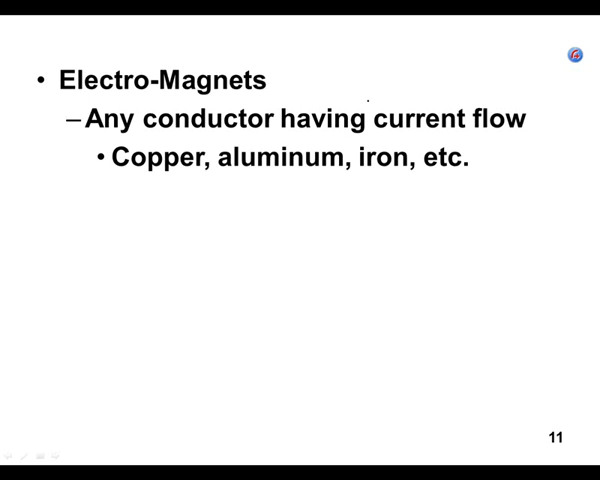 • Electro-Magnets
– Any conductor having current flow
• Copper, aluminum, iron, etc.
11